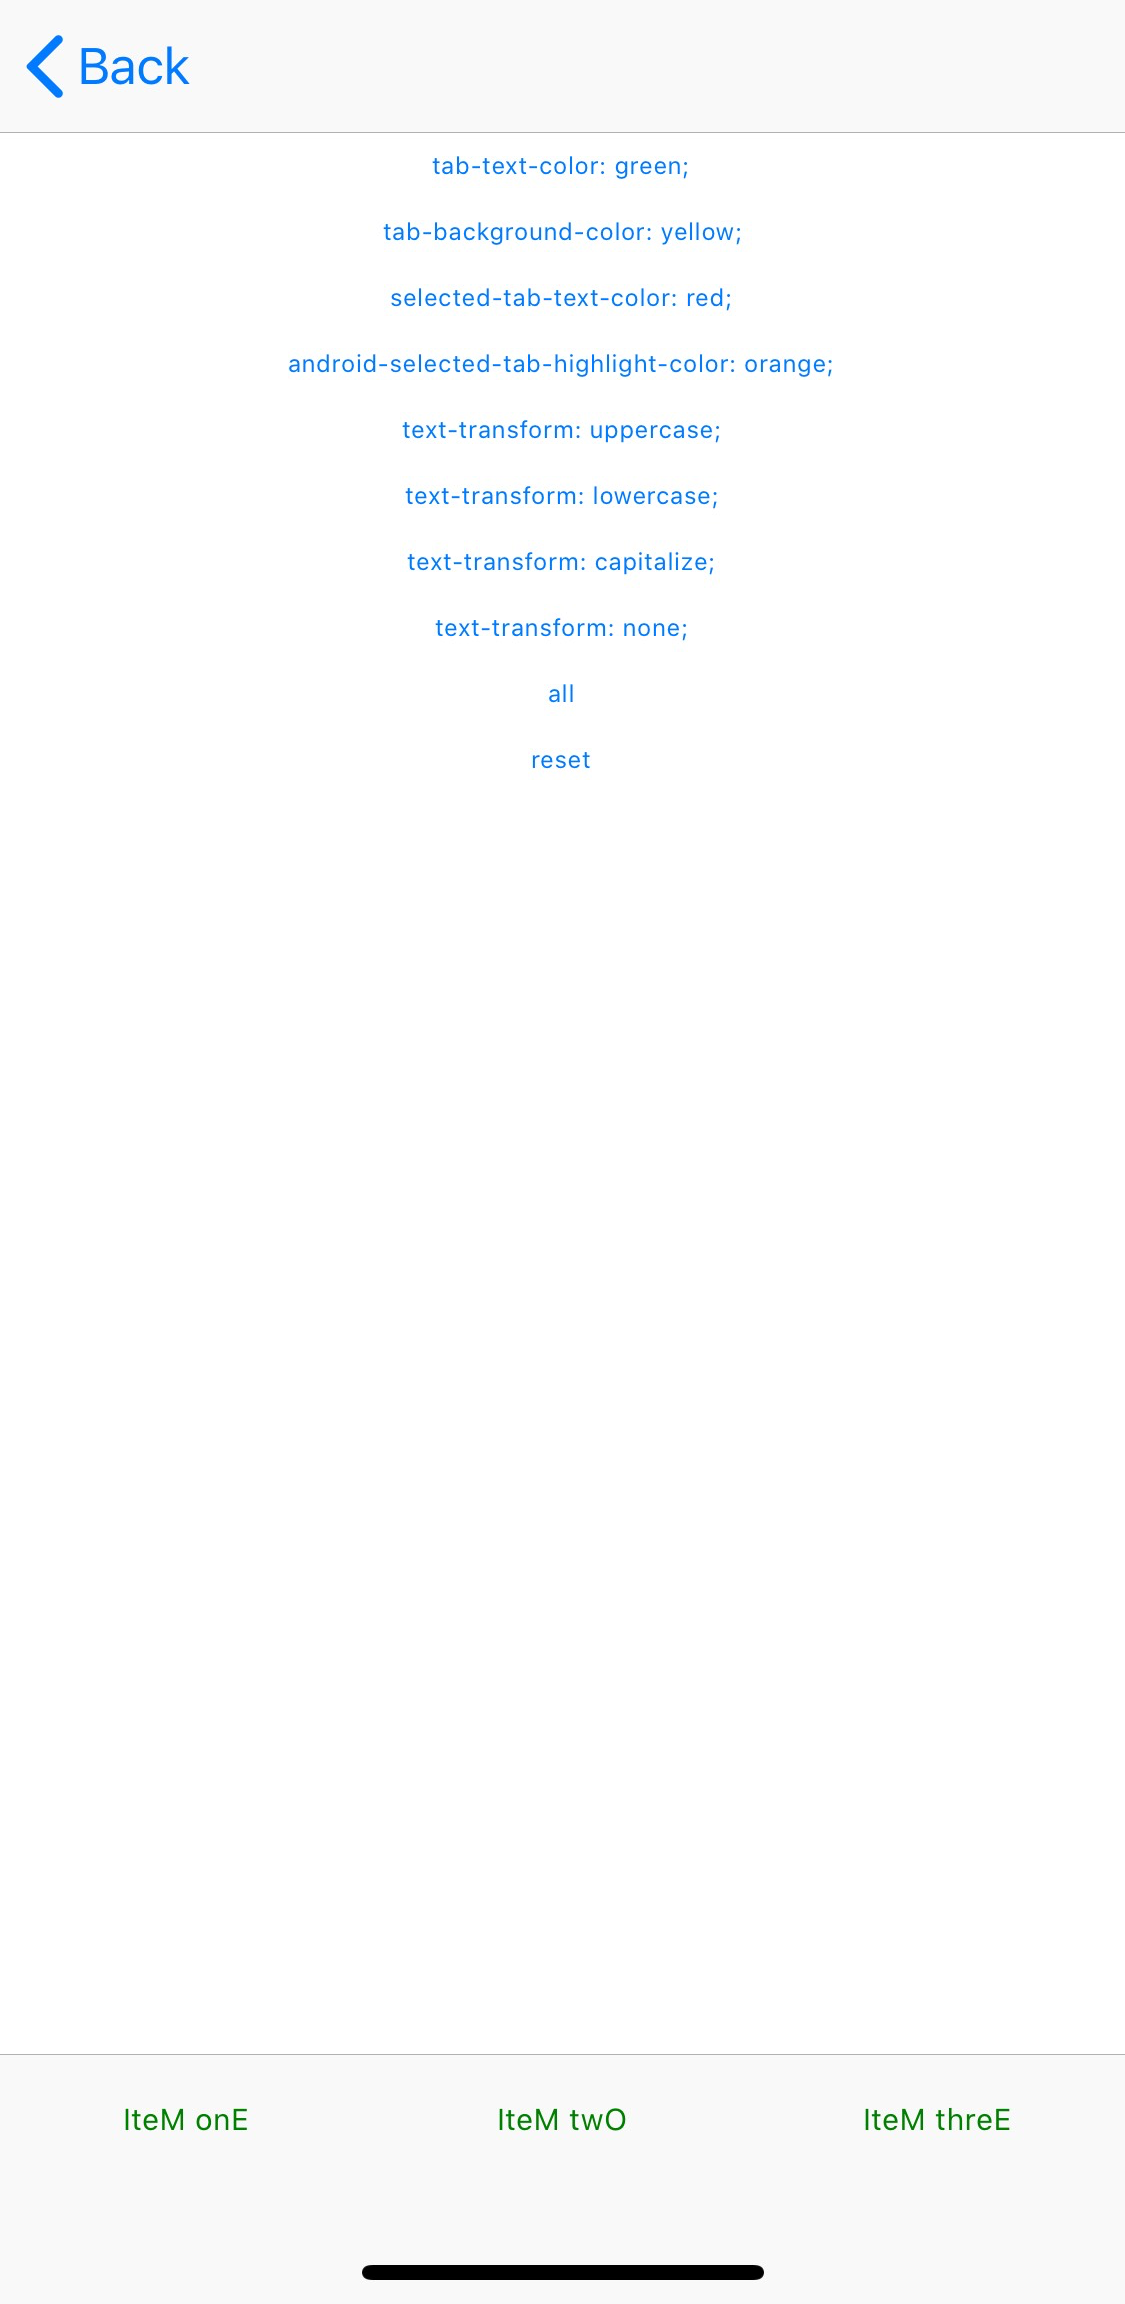 Back
tab-text-color: green;
tab-background-color: yellow;
selected-tab-text-color: red;
android-selected-tab-highlight-color: orange;
text-transform: uppercase;
text-transform: lowercase;
text-transform: capitalize;
text-transform: none;
all
reset
IteM onE IteM twO IteM threE